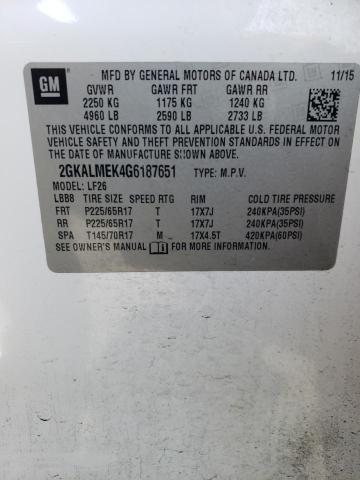 GM
MFD BY GENERAL MOTORS OF CANADA LTD. 11/15
GVWR GAWR FRT GAWR RR
2250 KG 1175 KG 1240 KG
4960 LB 2590 LB 2733 LB
THIS VEHICLE CONFORMS TO ALL APPLICABLE U.S. FEDERAL MOTOR
VEHICLE SAFETY AND THEFT PREVENTION STANDARDS IN EFFECT ON
THE DATE OF MANUFACTURE SHOWN ABOVE.
2GKALMEK4G6187651 TYPE: M.P.V.
MODEL: LF26
LBB8 TIRE SIZE SPEED RTG RIM COLD TIRE PRESSURE
FRT P225/65R17 T 17X7J 240KPA(35PSI)
RR P225/65R17 T 17X7J 240KPA(35PSI)
SPA T145/70R17 M 17X4.5T 420KPA(60PSI)
SEE OWNER'S MANUAL FOR MORE INFORMATION.